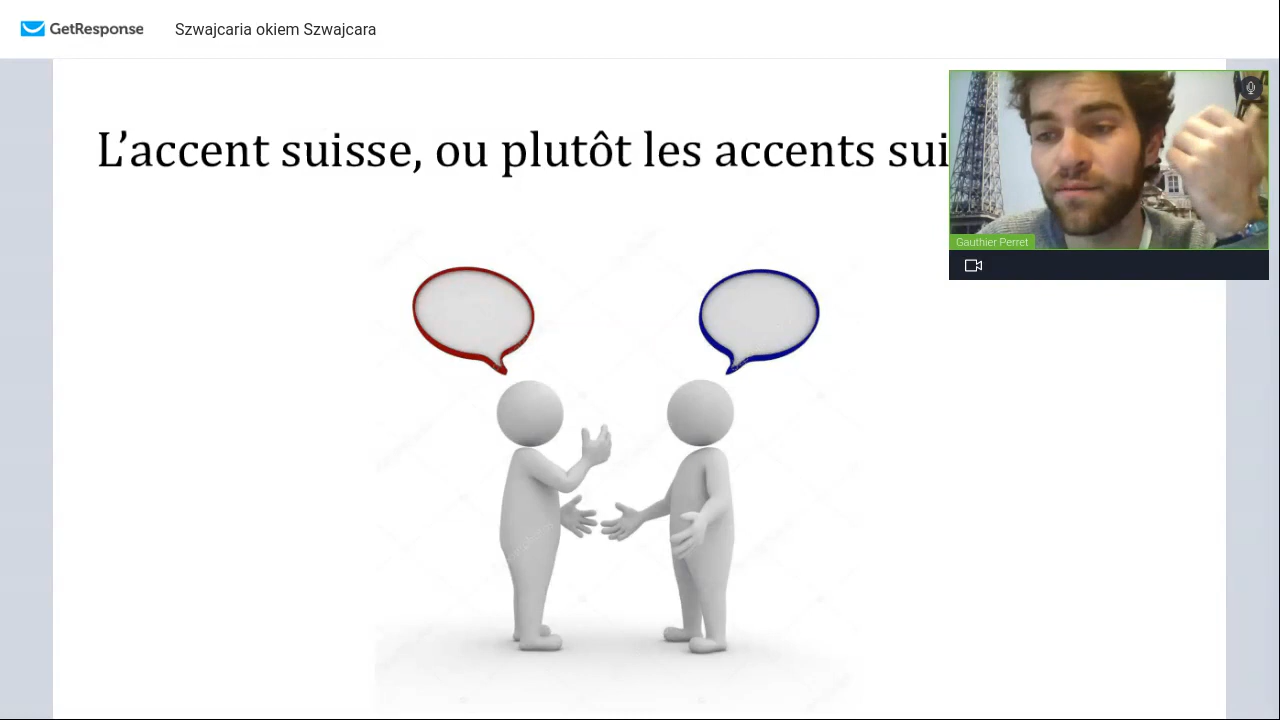 GetResponse
Szwajcaria okiem Szwajcara
L’accent suisse, ou plutôt les accents sui
Gauthier Perret